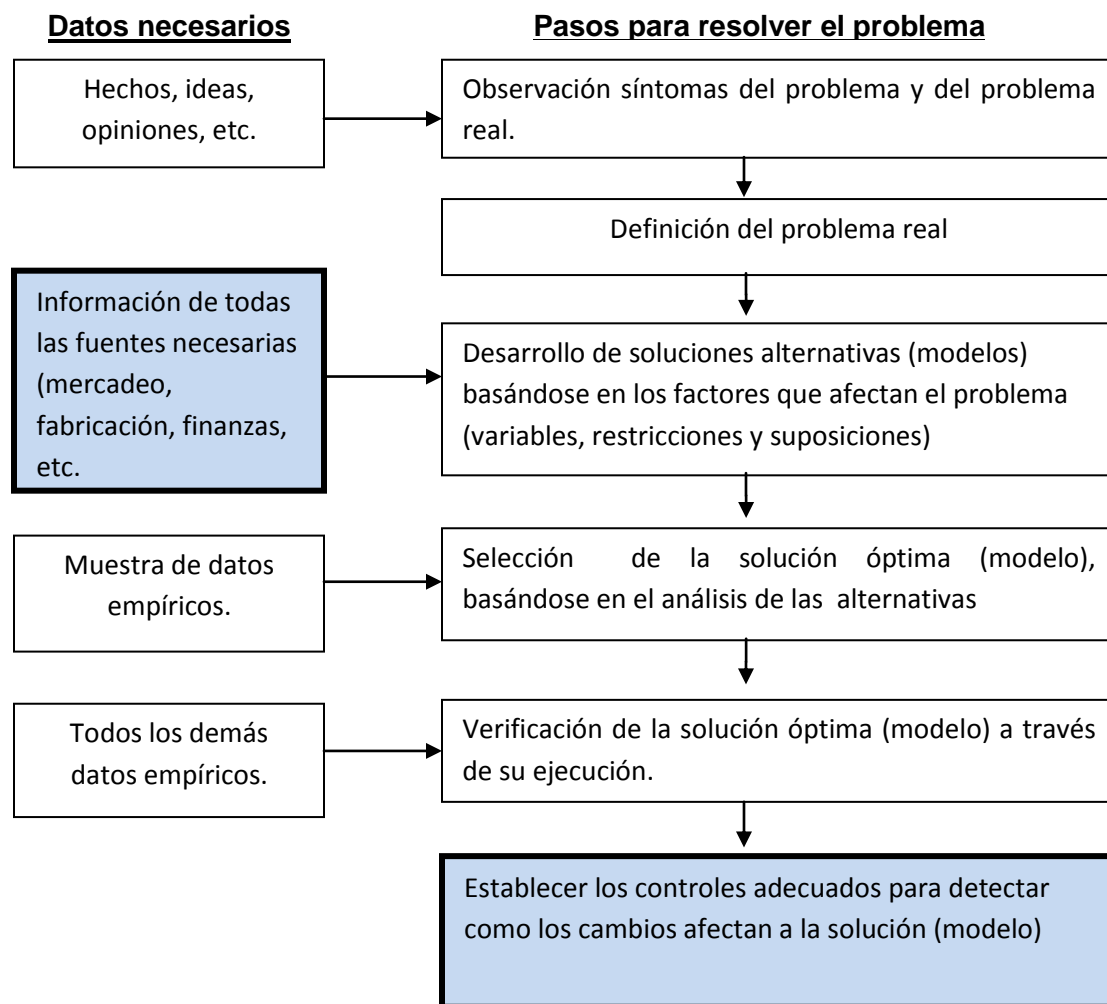 Datos necesarios
Pasos para resolver el problema
Hechos, ideas,
opiniones, etc.
Observación síntomas del problema y del problema
real.
Definición del problema real
Información de todas
las fuentes necesarias
(mercadeo,
fabricación, finanzas,
etc.
Desarrollo de soluciones alternativas (modelos)
basándose en los factores que afectan el problema
(variables, restricciones y suposiciones)
Muestra de datos
empíricos.
Selección de la solución óptima (modelo),
basándose en el análisis de las alternativas
Todos los demás
datos empíricos.
Verificación de la solución óptima (modelo) a través
de su ejecución.
Establecer los controles adecuados para detectar
como los cambios afectan a la solución (modelo)